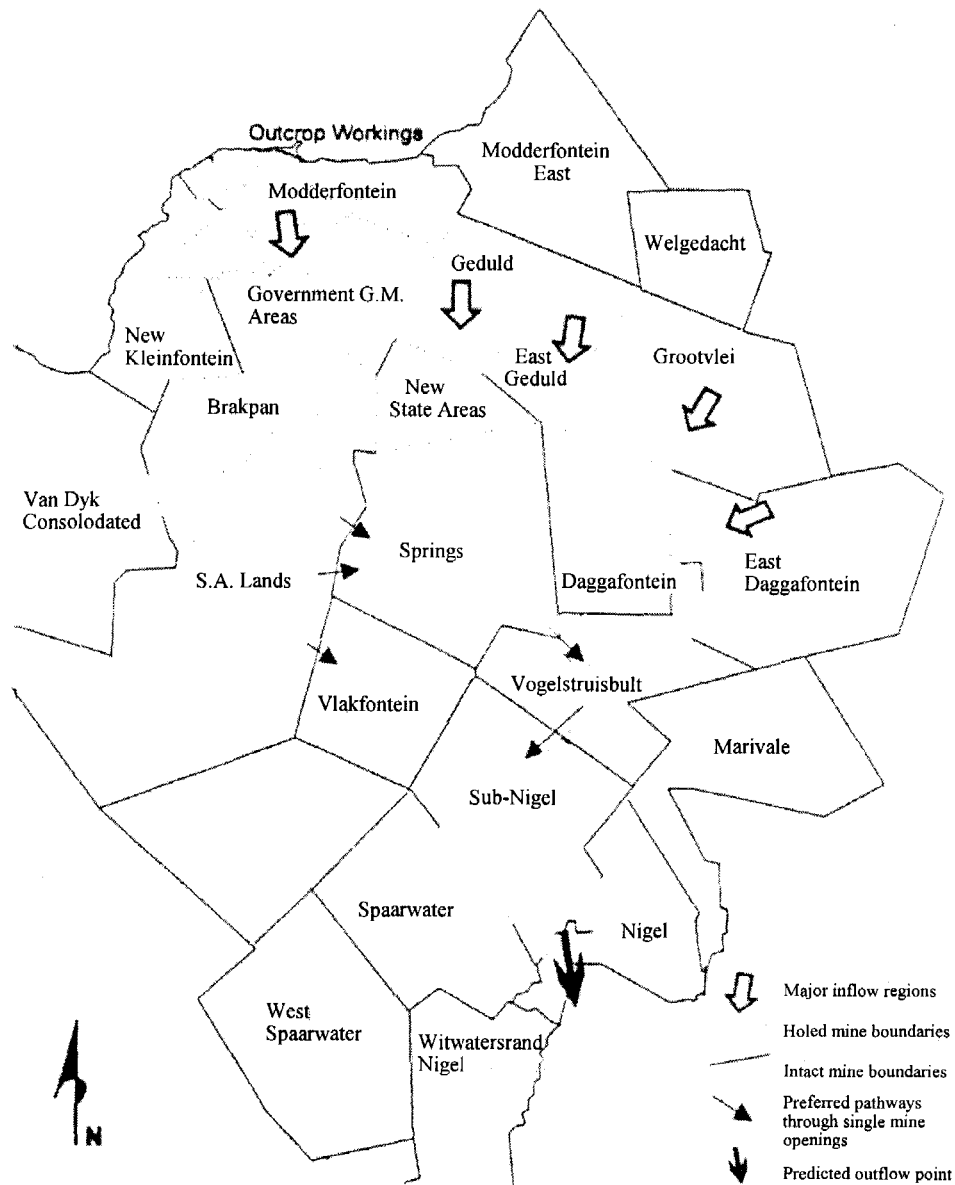 Outcrop Workings
Modderfontein
East
Modderfontein
Welgedacht
Geduld
Government G.M.
Areas
New
Kleinfontein
East
Geduld
Grootvlei
New
State Areas
Brakpan
Van Dyk
Consolodated
Springs
S.A. Lands
Daggafontein
East
Daggafontein
Vogelstruisbult
Vlakfontein
Marivale
Sub-Nigel
Spaarwater
Nigel
West
Spaarwater
Witwatersrand
Nigel
N
Major inflow regions
Holed mine boundaries
Intact mine boundaries
Preferred pathways
through single mine
openings
Predicted outflow point